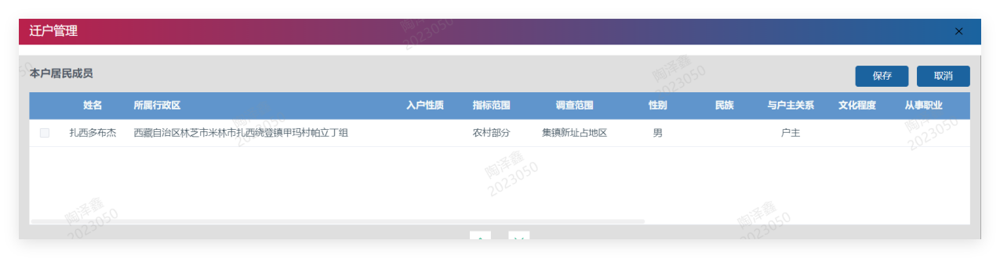 迁户管理
本户居民成员 保存 取消
姓名 所属行政区 入户性质 指标范围 调查范围 性别 民族 与户主关系 文化程度 从事职业
扎西多布杰 西藏自治区林芝市米林市扎西绕登镇甲玛村帕立丁组 农村部分 集镇新址占地区 男 户主
陶泽鑫
2023050